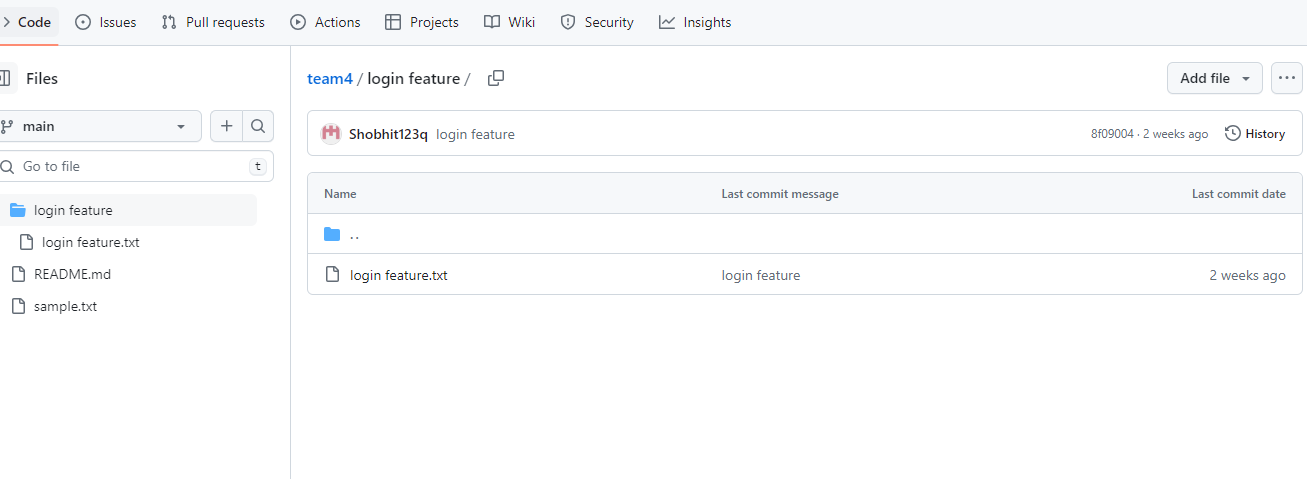 Code Issues Pull requests Actions Projects Wiki Security Insights
Files
main
Go to file t
login feature
login feature.txt
README.md
sample.txt
team4 / login feature /
Add file
Shobhit123q login feature 8f09004 · 2 weeks ago History
Name Last commit message Last commit date
..
login feature.txt login feature 2 weeks ago